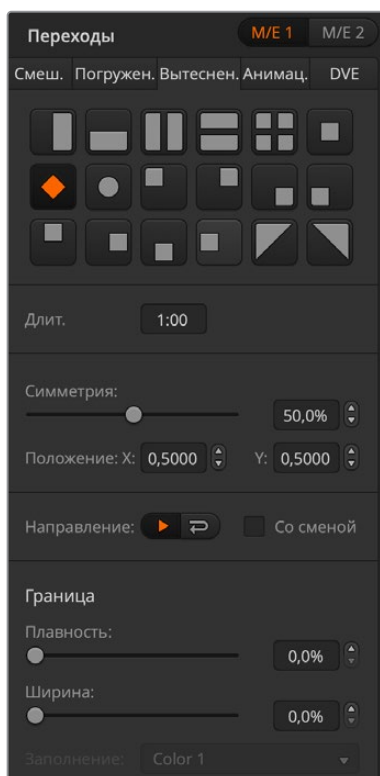 Переходы M/E 1 M/E 2
Смеш. Погружен. Вытеснен. Анимац. DVE
Длит. 1:00
Симметрия:
50,0%
Положение: X: 0,5000 Y: 0,5000
Направление: Со сменой
Граница
Плавность:
0,0%
Ширина:
0,0%
Заполнение: Color 1